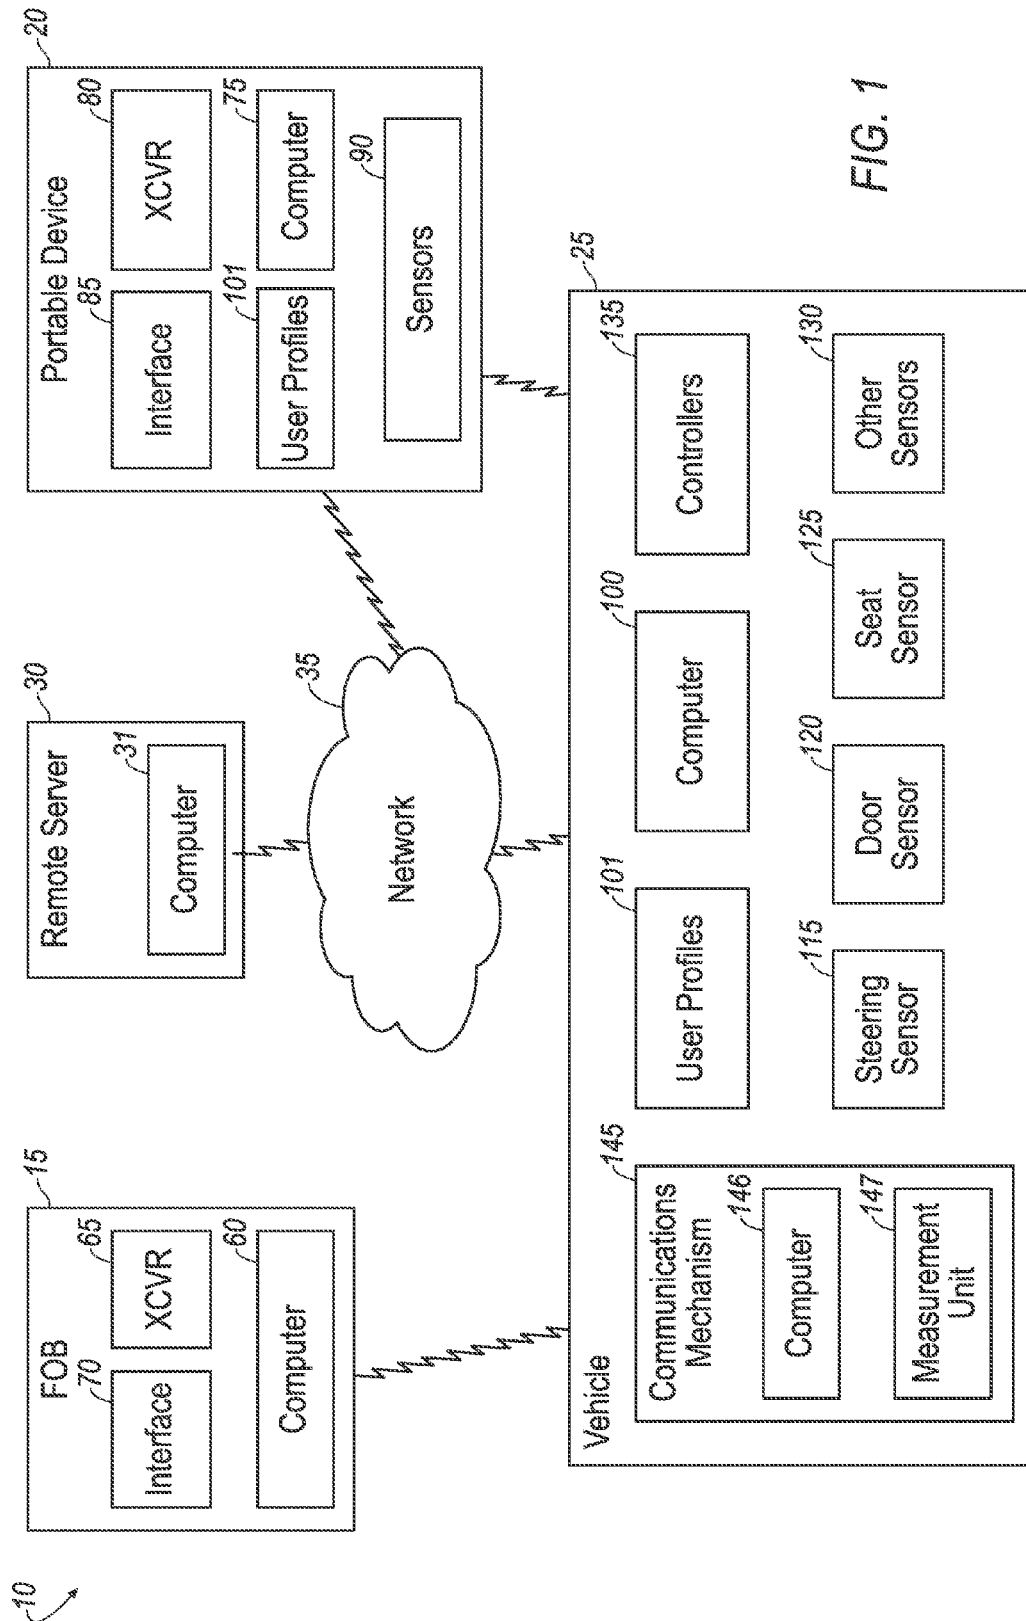 10
15
FOB
70
65
Interface
XCVR
60
Computer
30
Remote Server
31
Computer
35
Network
20
Portable Device
85
80
Interface
XCVR
101
75
User Profiles
Computer
90
Sensors
25
Vehicle
145
Communications
Mechanism
146
Computer
147
Measurement
Unit
101
User Profiles
100
Computer
135
Controllers
115
Steering
Sensor
120
Door
Sensor
125
Seat
Sensor
130
Other
Sensors
FIG. 1